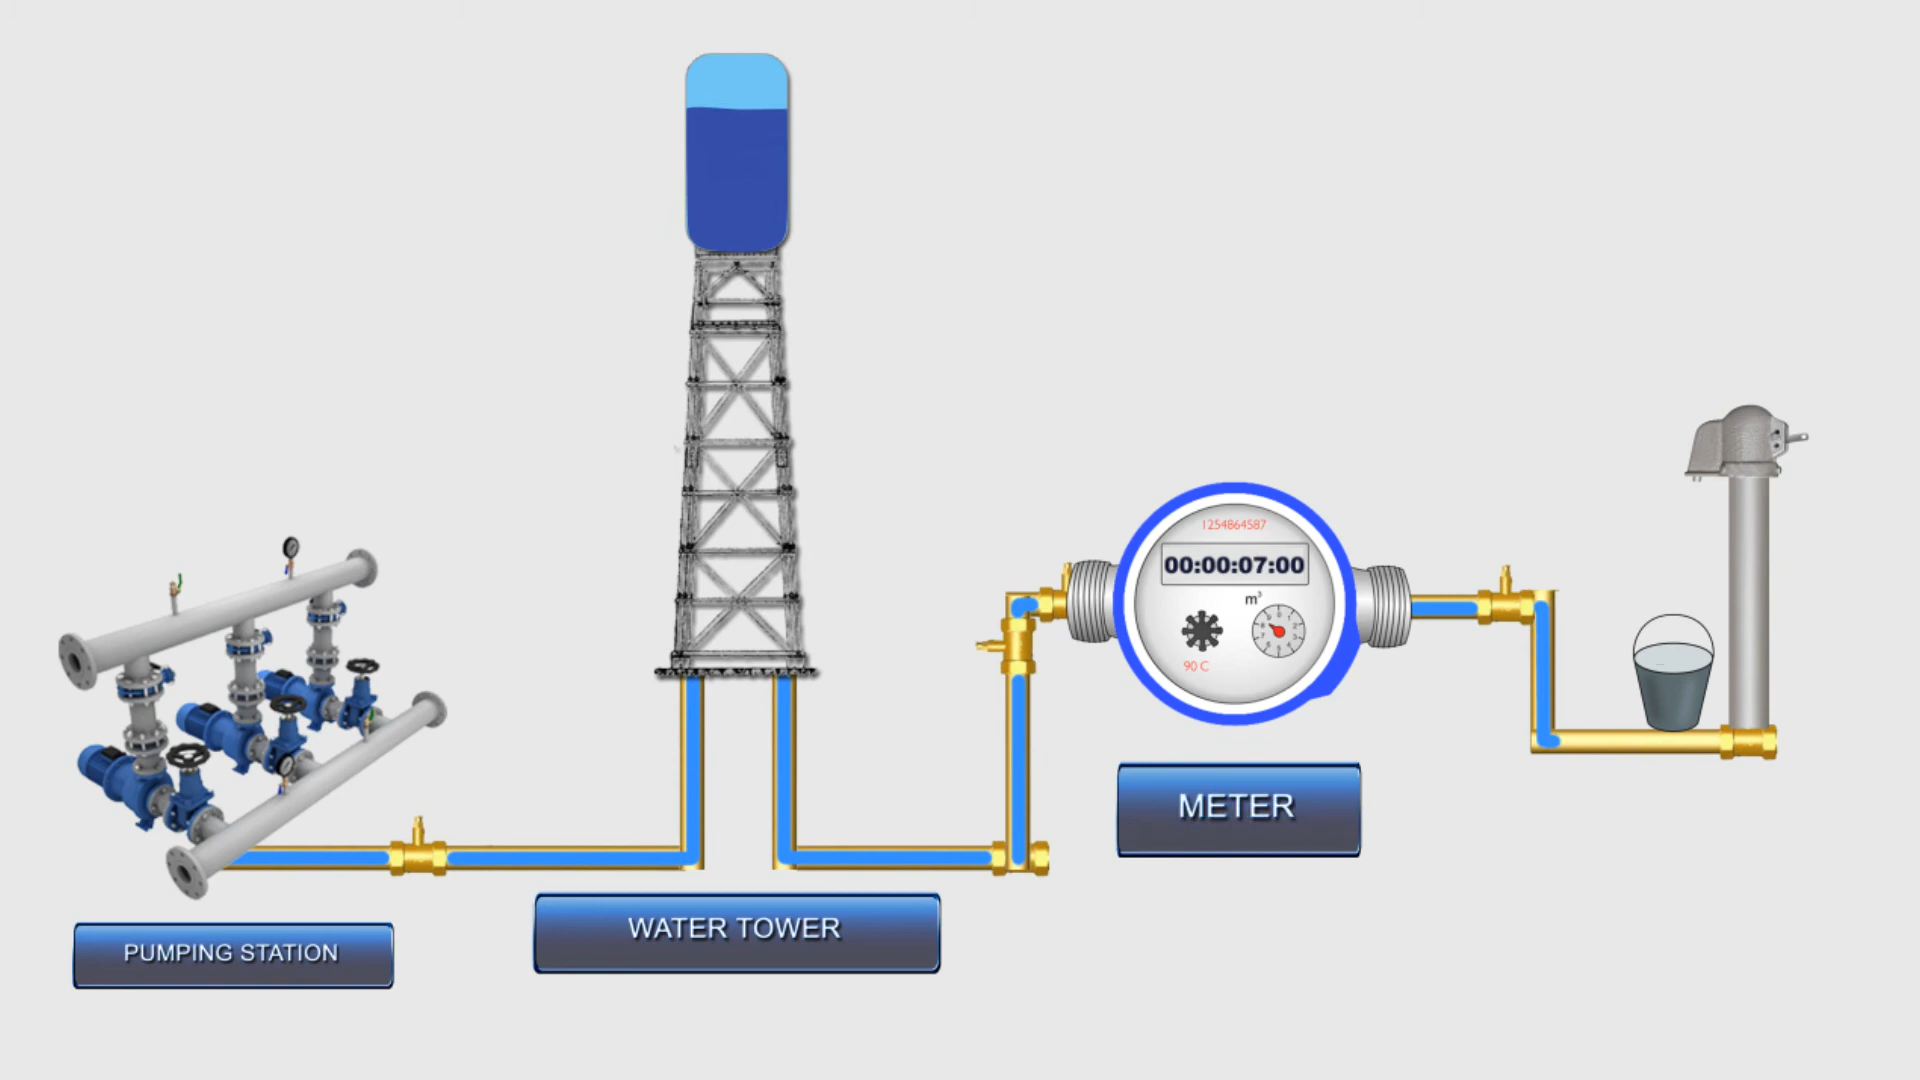 1254864587
00:00:07:00
m³
90 C
METER
WATER TOWER
PUMPING STATION